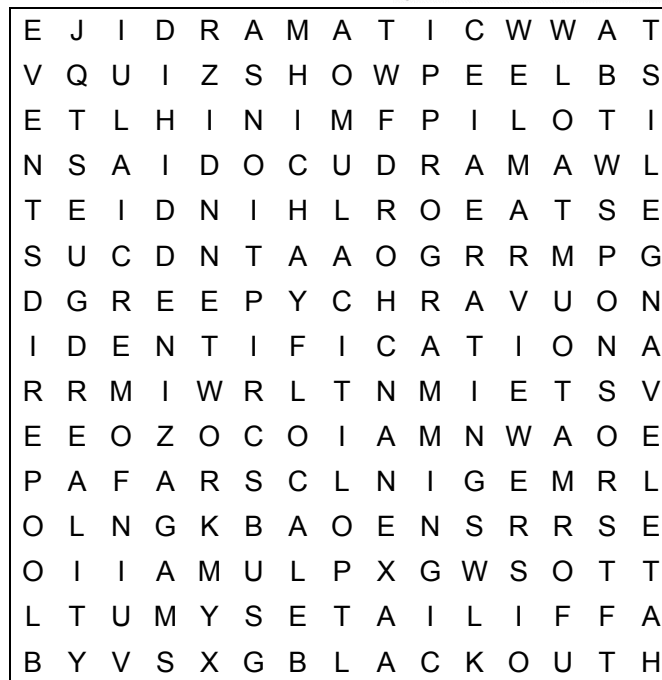 E J I D R A M A T I C W W A T
V Q U I Z S H O W P E E L B S
E T L H I N I M F P I L O T I
N S A I D O C U D R A M A W L
T E I D N I H L R O E A T S E
S U C D N T A A O G R R M P G
D G R E E P Y C H R A V U O N
I D E N T I F I C A T I O N A
R R M I W R L T N M I E T S V
E E O Z O C O I A M N W A O E
P A F A R S C L N I G E M R L
O L N G K B A O E N S R R S E
O I I A M U L P X G W S O T T
L T U M Y S E T A I L I F F A
B Y V S X G B L A C K O U T H